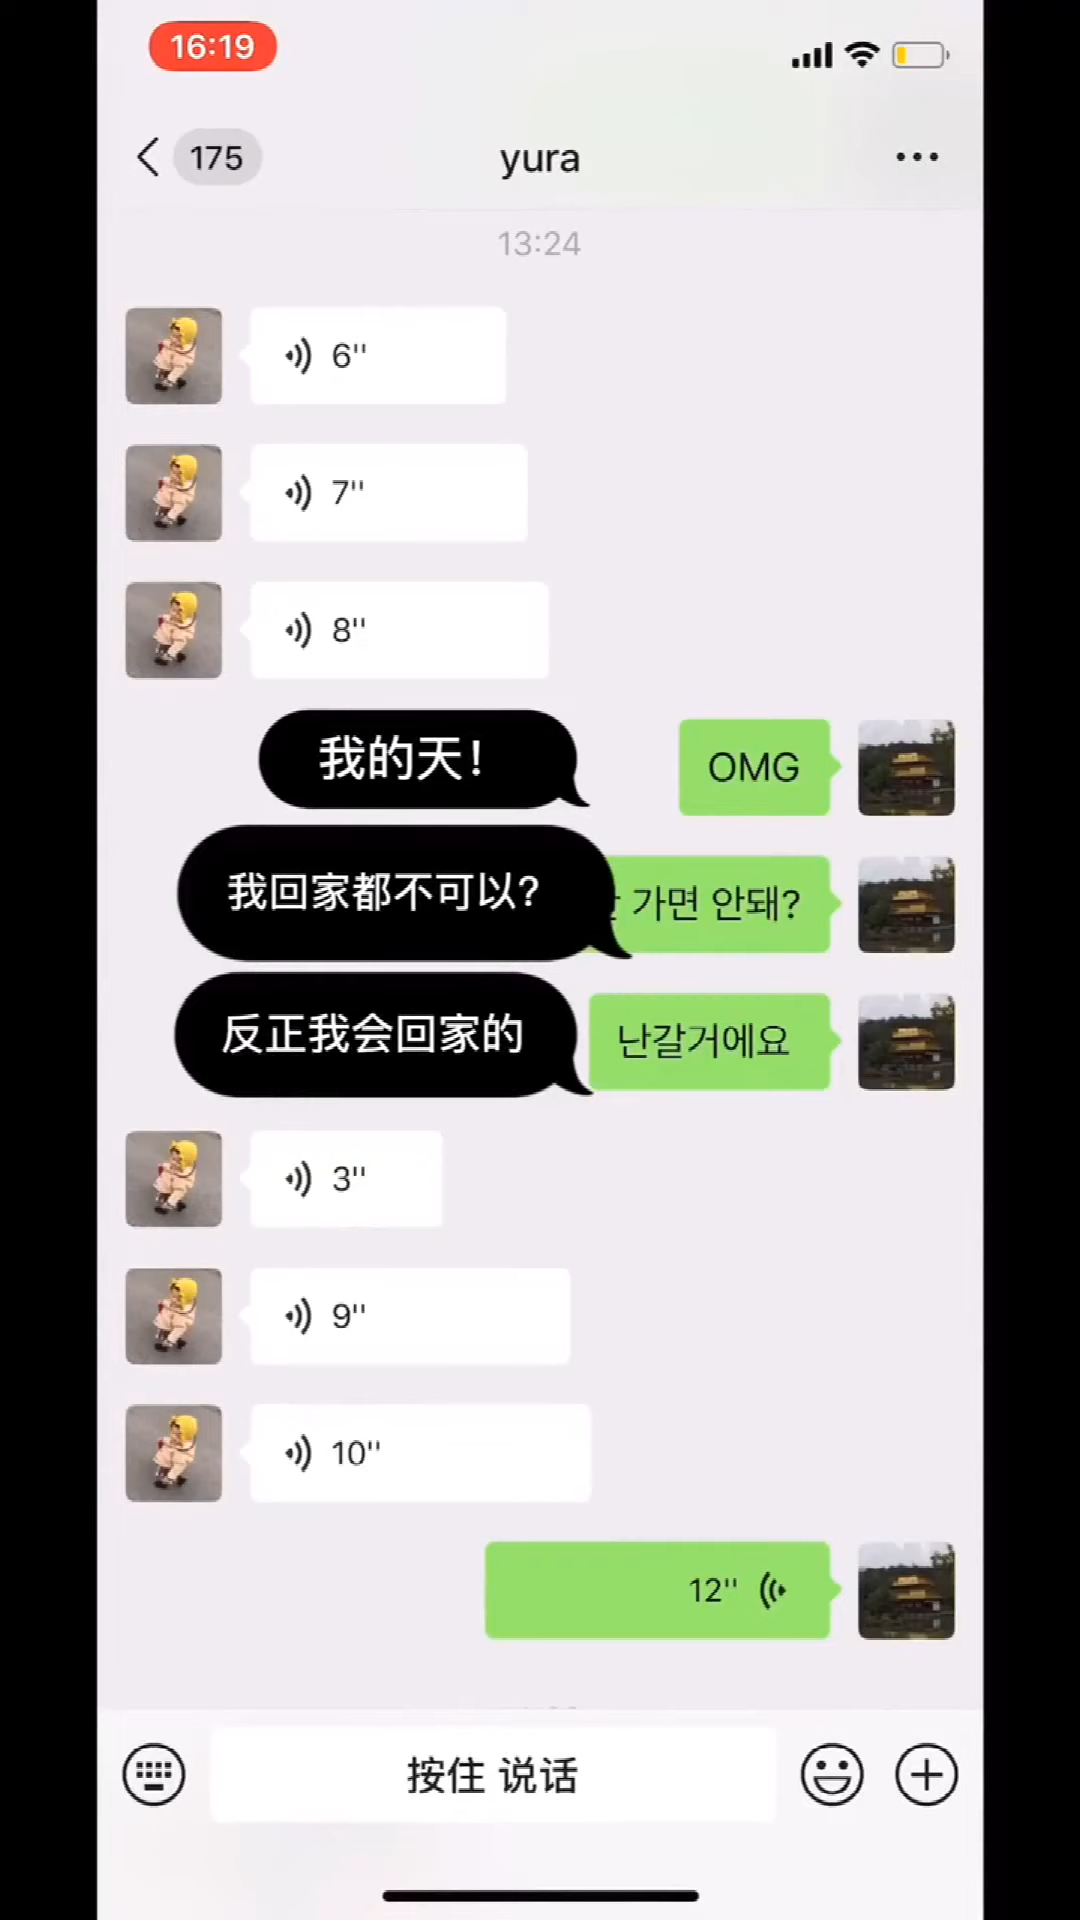 16:19
175
yura
13:24
6''
7''
8''
我的天!
OMG
我回家都不可以?
가면 안돼?
反正我会回家的
난갈거에요
3''
9''
10''
12''
按住 说话